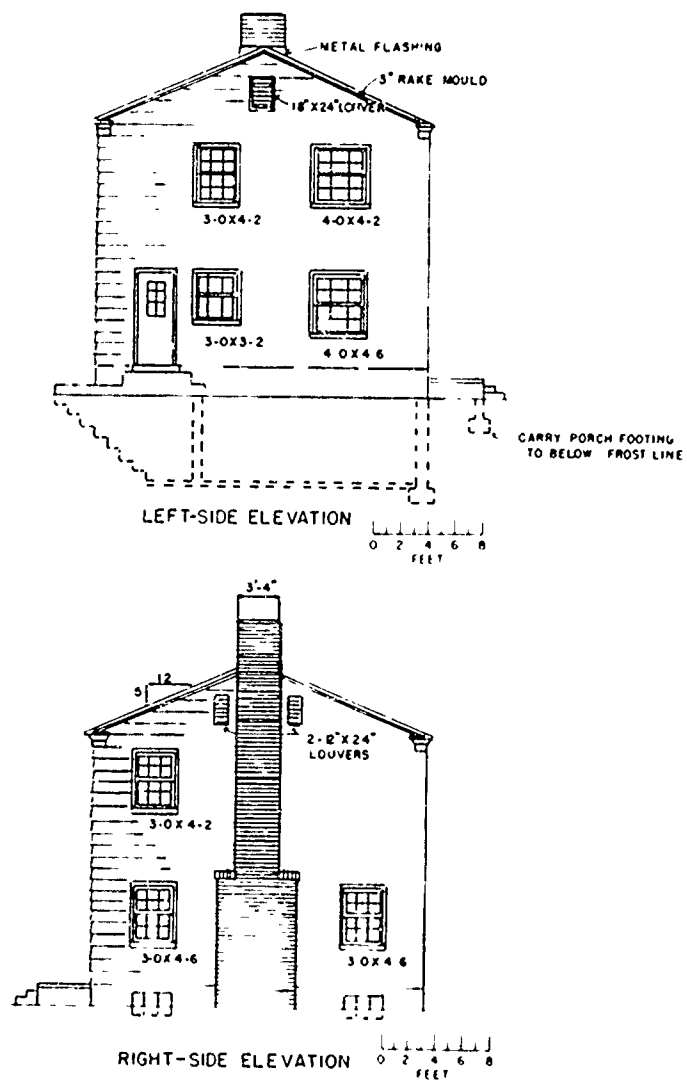 METAL FLASHING
3" RAKE MOULD
18"X24" LOUVER
3-0X4-2
4-0X4-2
3-0X3-2
4 0X4 6
CARRY PORCH FOOTING
TO BELOW FROST LINE
LEFT-SIDE ELEVATION
0 2 4 6 8
FEET
3'-4"
12
5
2-12"X24"
LOUVERS
3-0X4-2
3-0X4-6
3 0X4 6
RIGHT-SIDE ELEVATION
0 2 4 6 8
FEET